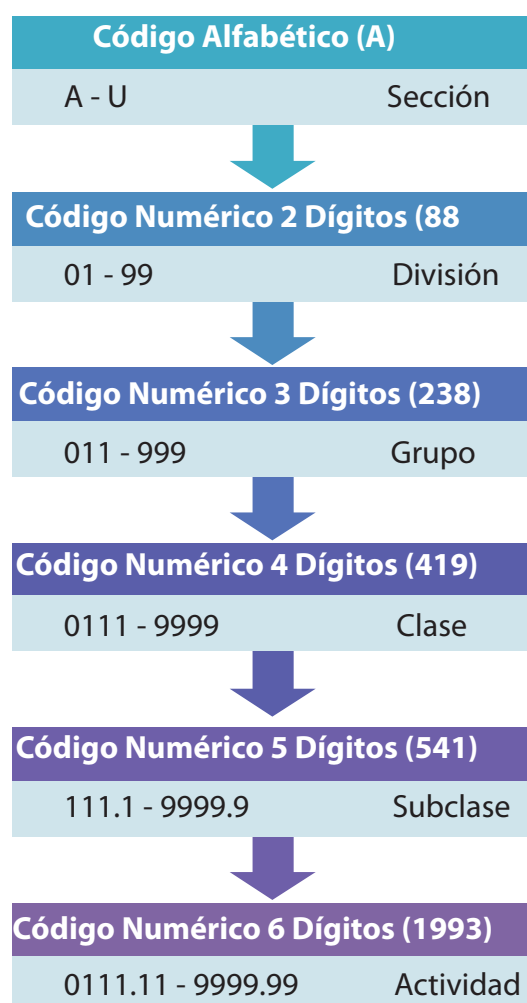 Código Alfabético (A)
A - U Sección
Código Numérico 2 Dígitos (88
01 - 99 División
Código Numérico 3 Dígitos (238)
011 - 999 Grupo
Código Numérico 4 Dígitos (419)
0111 - 9999 Clase
Código Numérico 5 Dígitos (541)
111.1 - 9999.9 Subclase
Código Numérico 6 Dígitos (1993)
0111.11 - 9999.99 Actividad